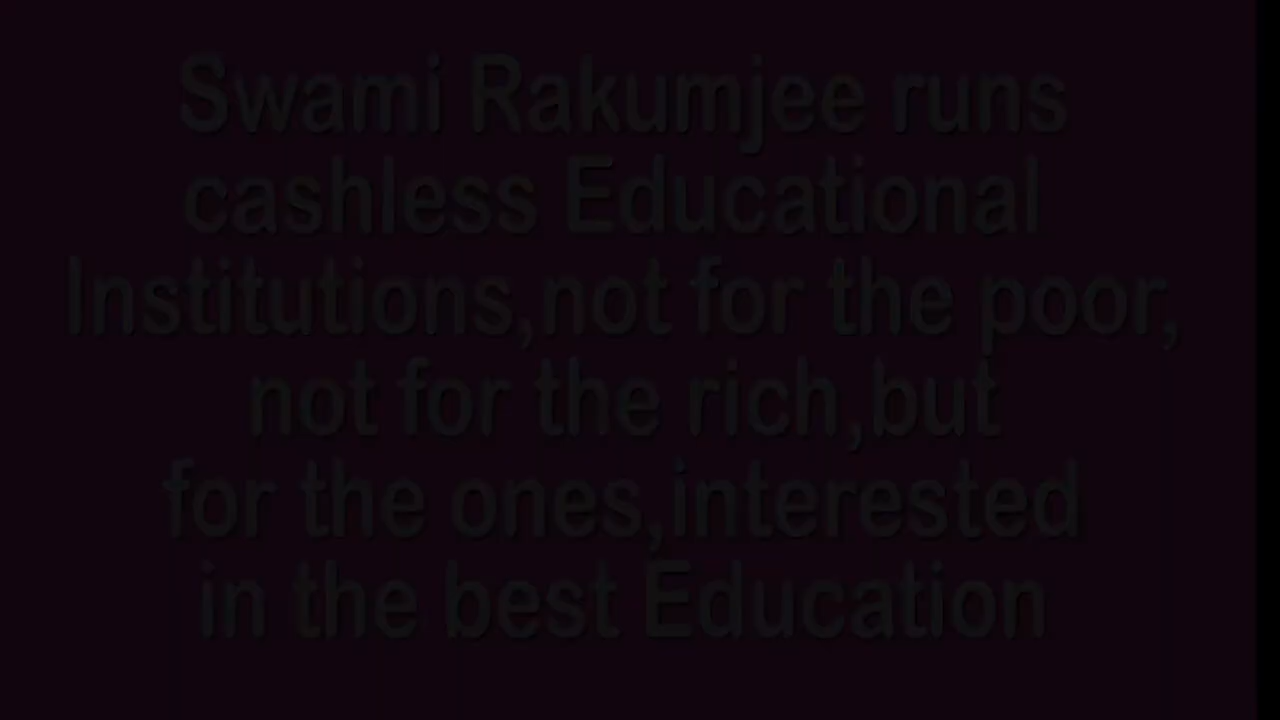 Swami Rakumjee runs
cashless Educational
Institutions,not for the poor,
not for the rich,but
for the ones,interested
in the best Education